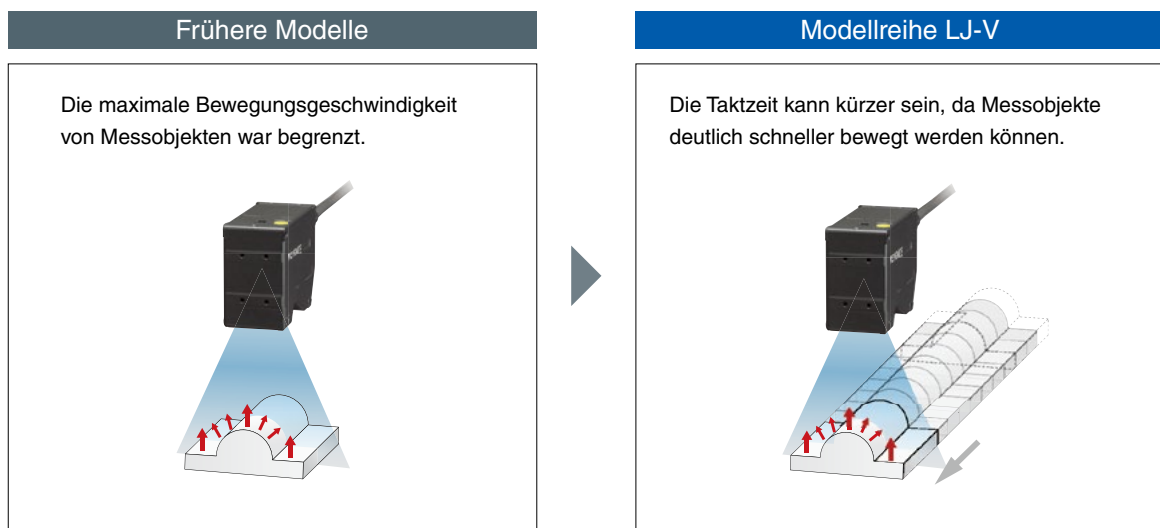 Frühere Modelle
Die maximale Bewegungsgeschwindigkeit
von Messobjekten war begrenzt.
Modellreihe LJ-V
Die Taktzeit kann kürzer sein, da Messobjekte
deutlich schneller bewegt werden können.